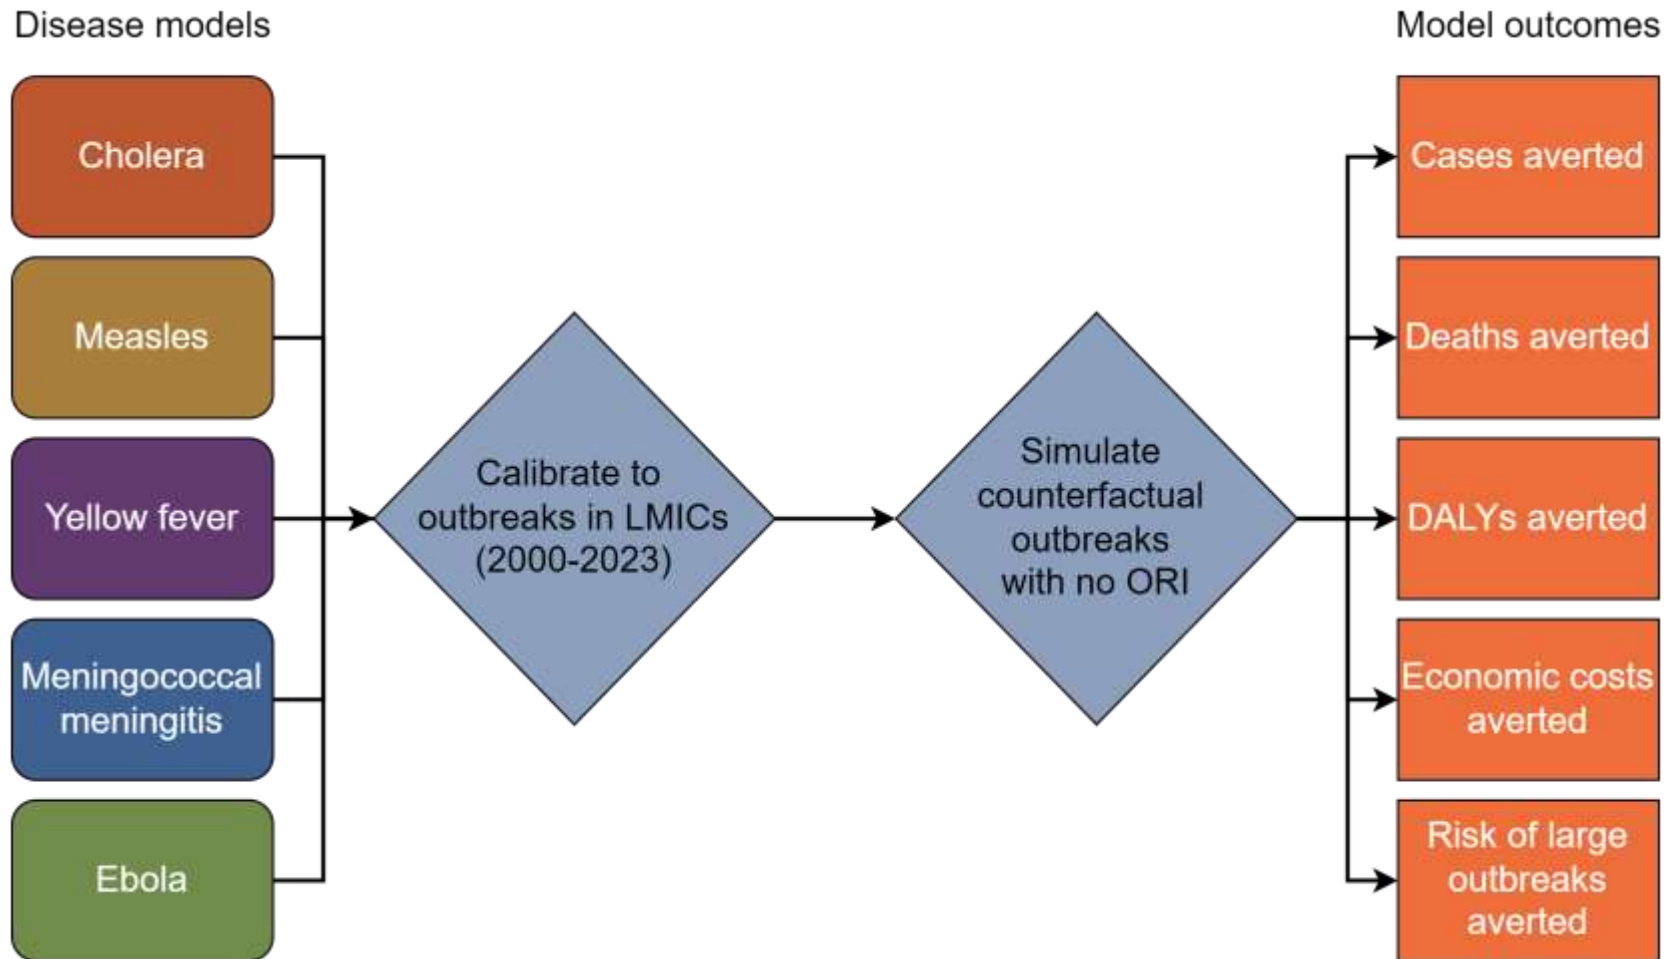 Disease models
Model outcomes
Cholera
Measles
Yellow fever
Meningococcal
meningitis
Ebola
Calibrate to
outbreaks in LMICs
(2000-2023)
Simulate
counterfactual
outbreaks
with no ORI
Cases averted
Deaths averted
DALYs averted
Economic costs
averted
Risk of large
outbreaks
averted